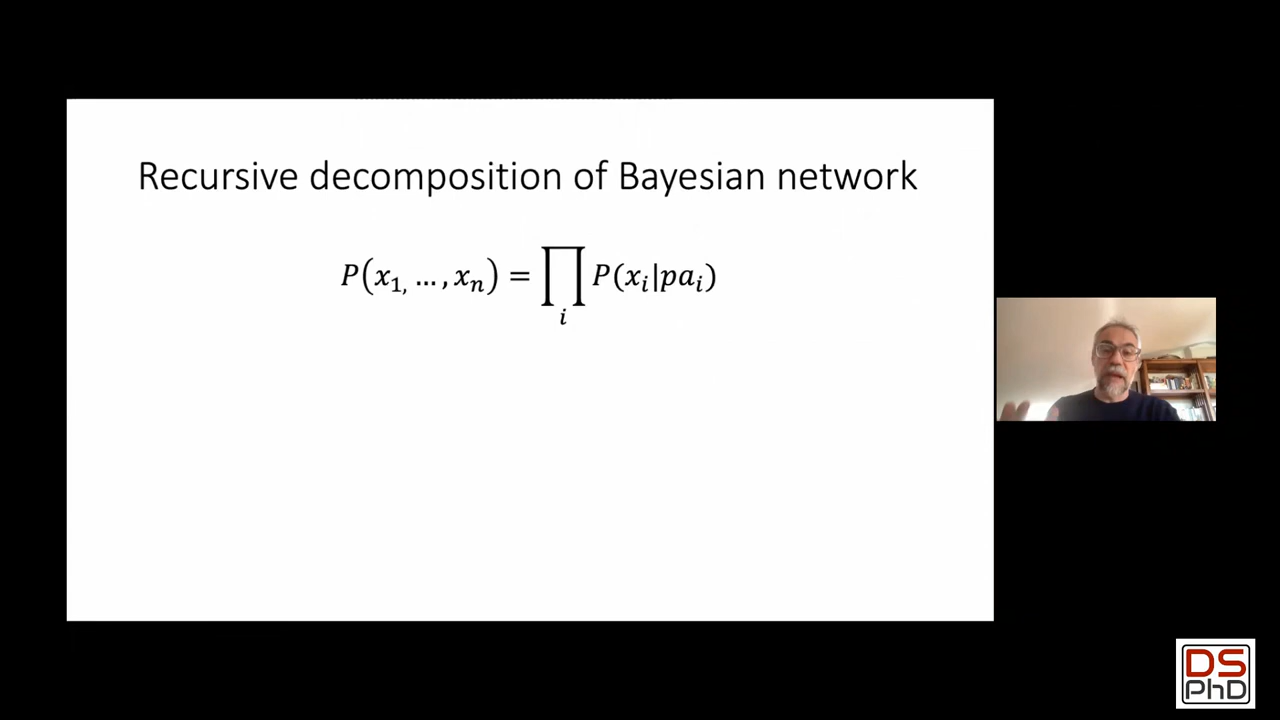 Recursive decomposition of Bayesian network
P(x₁, …, xₙ) = ∏ᵢ P(xᵢ|paᵢ)
DS
PhD